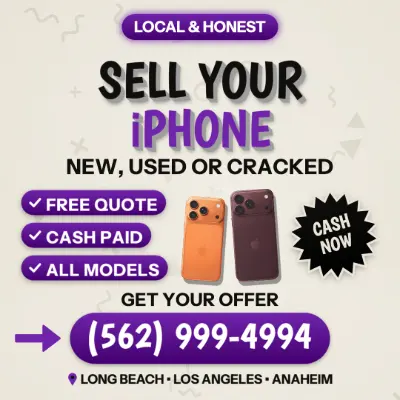 LOCAL & HONEST
SELL YOUR
iPHONE
NEW, USED OR CRACKED
✓ FREE QUOTE
✓ CASH PAID
✓ ALL MODELS
CASH
NOW
GET YOUR OFFER
(562) 999-4994
LONG BEACH • LOS ANGELES • ANAHEIM